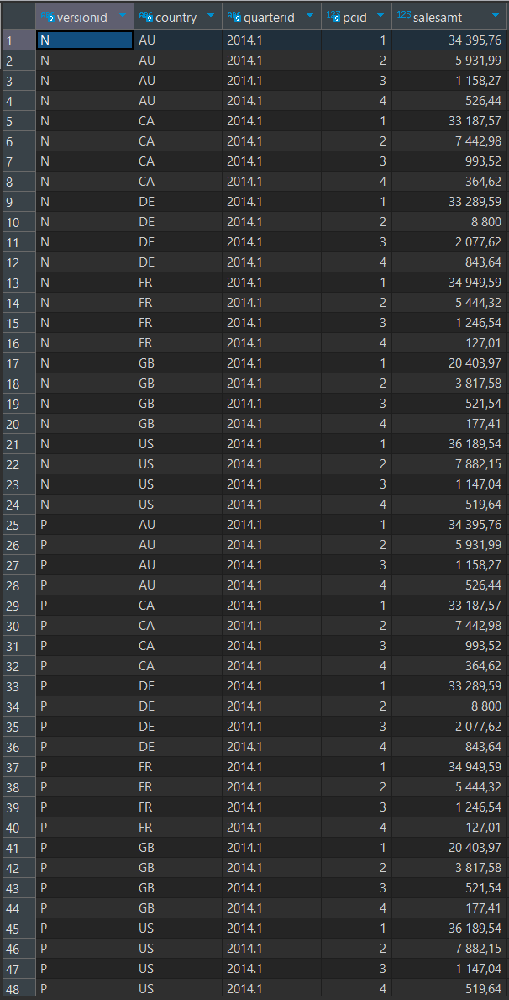 versionid country quarterid pcid salesamt
1 N AU 2014.1 1 34 395,76
2 N AU 2014.1 2 5 931,99
3 N AU 2014.1 3 1 158,27
4 N AU 2014.1 4 526,44
5 N CA 2014.1 1 33 187,57
6 N CA 2014.1 2 7 442,98
7 N CA 2014.1 3 993,52
8 N CA 2014.1 4 364,62
9 N DE 2014.1 1 33 289,59
10 N DE 2014.1 2 8 800
11 N DE 2014.1 3 2 077,62
12 N DE 2014.1 4 843,64
13 N FR 2014.1 1 34 949,59
14 N FR 2014.1 2 5 444,32
15 N FR 2014.1 3 1 246,54
16 N FR 2014.1 4 127,01
17 N GB 2014.1 1 20 403,97
18 N GB 2014.1 2 3 817,58
19 N GB 2014.1 3 521,54
20 N GB 2014.1 4 177,41
21 N US 2014.1 1 36 189,54
22 N US 2014.1 2 7 882,15
23 N US 2014.1 3 1 147,04
24 N US 2014.1 4 519,64
25 P AU 2014.1 1 34 395,76
26 P AU 2014.1 2 5 931,99
27 P AU 2014.1 3 1 158,27
28 P AU 2014.1 4 526,44
29 P CA 2014.1 1 33 187,57
30 P CA 2014.1 2 7 442,98
31 P CA 2014.1 3 993,52
32 P CA 2014.1 4 364,62
33 P DE 2014.1 1 33 289,59
34 P DE 2014.1 2 8 800
35 P DE 2014.1 3 2 077,62
36 P DE 2014.1 4 843,64
37 P FR 2014.1 1 34 949,59
38 P FR 2014.1 2 5 444,32
39 P FR 2014.1 3 1 246,54
40 P FR 2014.1 4 127,01
41 P GB 2014.1 1 20 403,97
42 P GB 2014.1 2 3 817,58
43 P GB 2014.1 3 521,54
44 P GB 2014.1 4 177,41
45 P US 2014.1 1 36 189,54
46 P US 2014.1 2 7 882,15
47 P US 2014.1 3 1 147,04
48 P US 2014.1 4 519,64